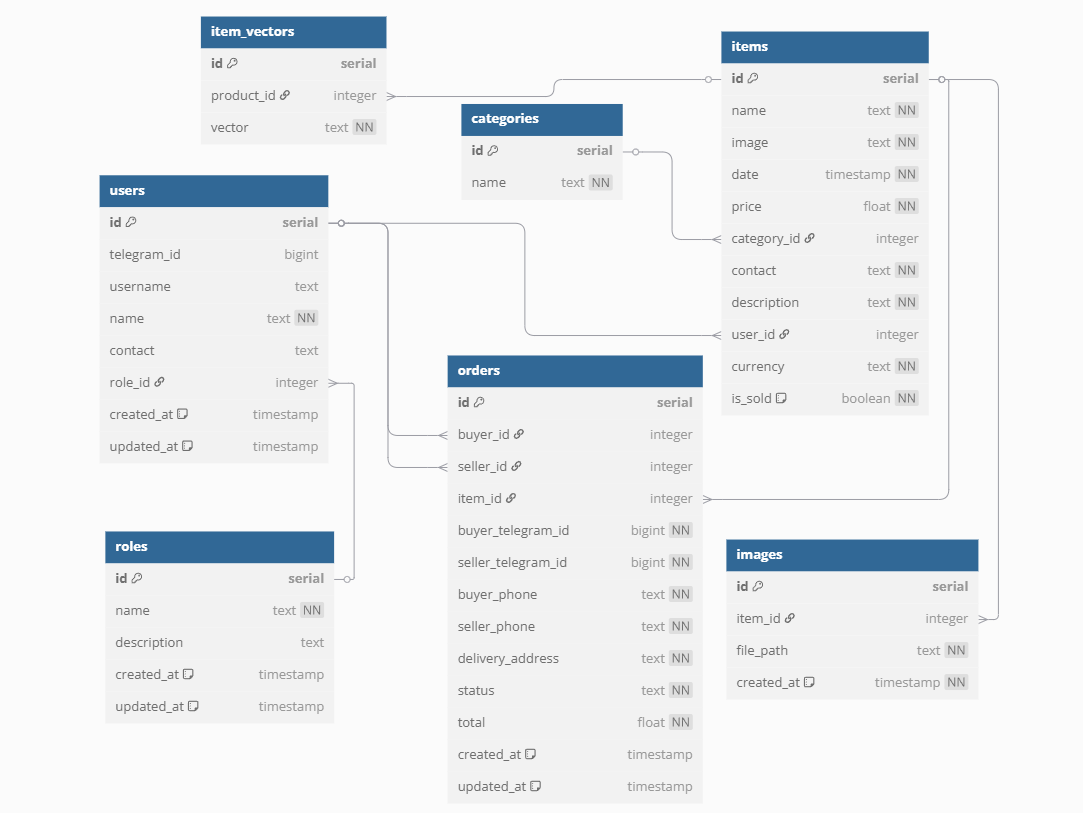 item_vectors
id serial
product_id integer
vector text NN
items
id serial
name text NN
image text NN
date timestamp NN
price float NN
category_id integer
contact text NN
description text NN
user_id integer
currency text NN
is_sold boolean NN
categories
id serial
name text NN
users
id serial
telegram_id bigint
username text
name text NN
contact text
role_id integer
created_at timestamp
updated_at timestamp
orders
id serial
buyer_id integer
seller_id integer
item_id integer
buyer_telegram_id bigint NN
seller_telegram_id bigint NN
buyer_phone text NN
seller_phone text NN
delivery_address text NN
status text NN
total float NN
created_at timestamp
updated_at timestamp
roles
id serial
name text NN
description text
created_at timestamp
updated_at timestamp
images
id serial
item_id integer
file_path text NN
created_at timestamp NN